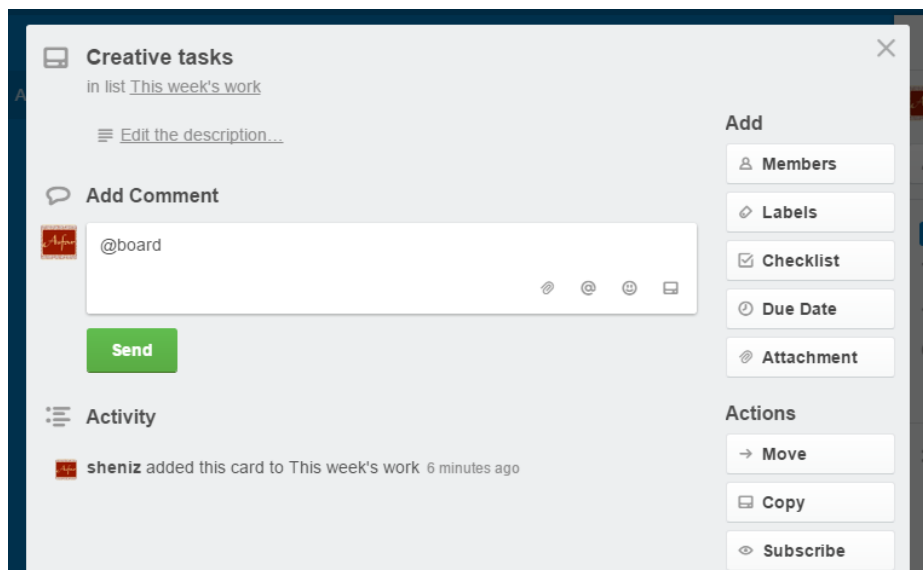 Creative tasks
in list This week's work
Edit the description…
Add Comment
@board
Send
Activity
sheniz added this card to This week's work 6 minutes ago
Add
Members
Labels
Checklist
Due Date
Attachment
Actions
Move
Copy
Subscribe